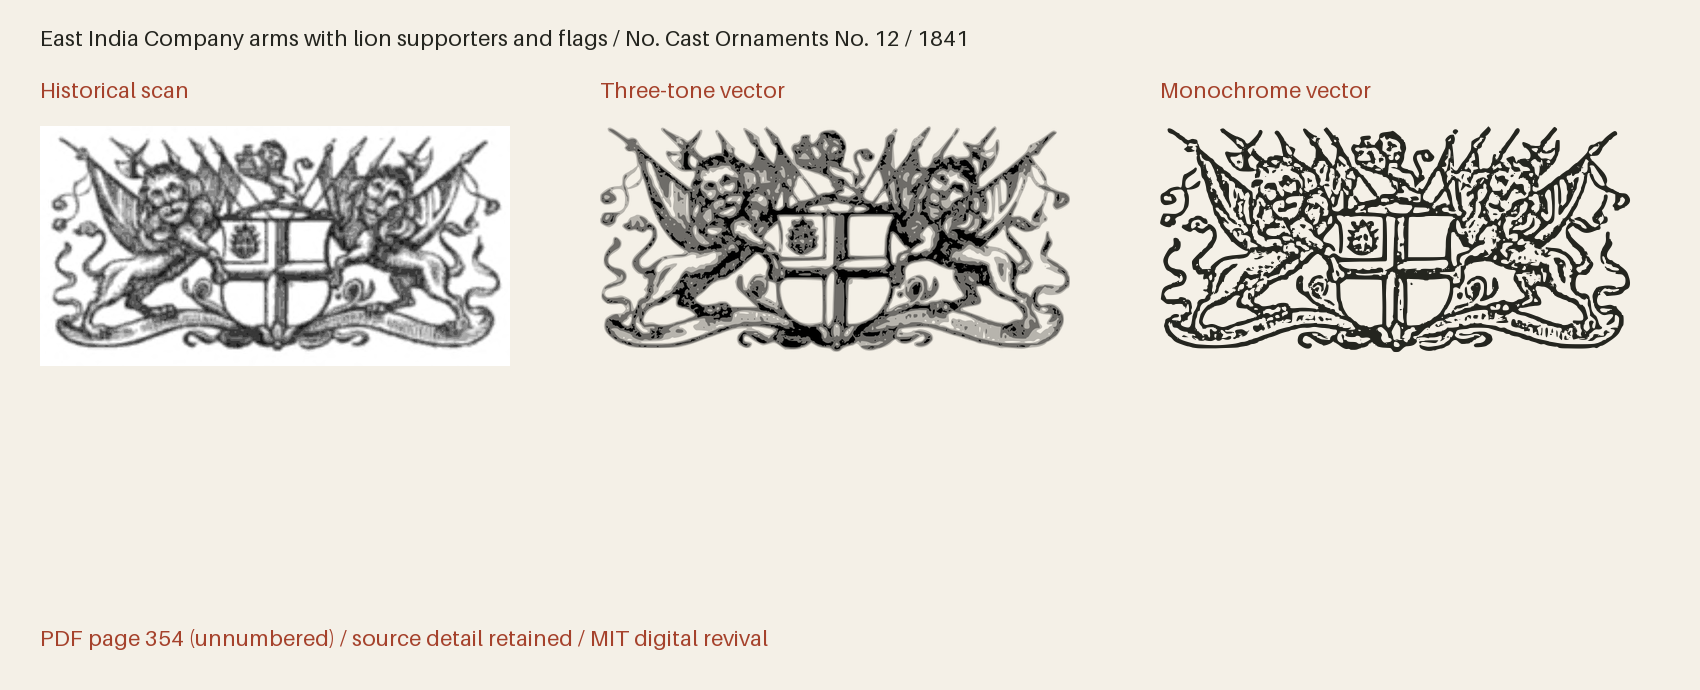 East India Company arms with lion supporters and flags / No. Cast Ornaments No. 12 / 1841
Historical scan
Three-tone vector
Monochrome vector
PDF page 354 (unnumbered) / source detail retained / MIT digital revival